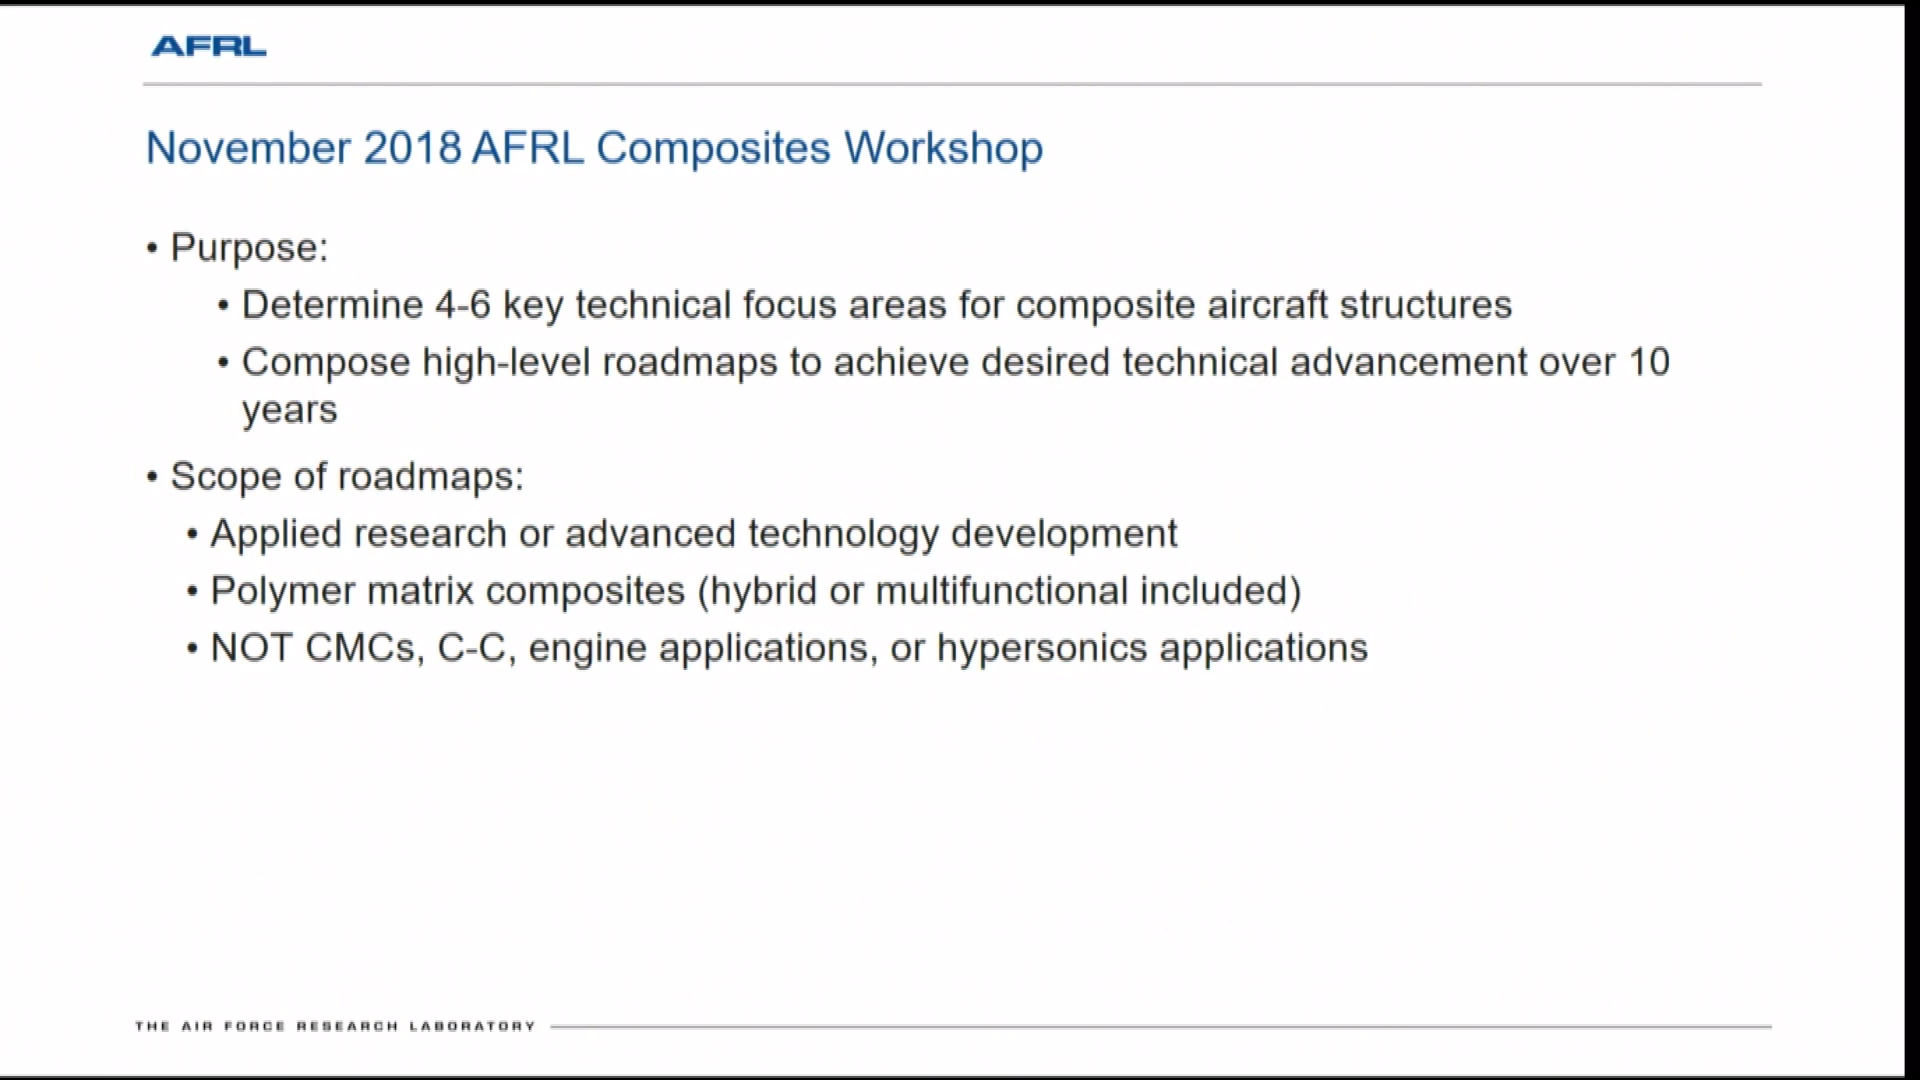 AFRL
November 2018 AFRL Composites Workshop
• Purpose:
• Determine 4-6 key technical focus areas for composite aircraft structures
• Compose high-level roadmaps to achieve desired technical advancement over 10
years
• Scope of roadmaps:
• Applied research or advanced technology development
• Polymer matrix composites (hybrid or multifunctional included)
• NOT CMCs, C-C, engine applications, or hypersonics applications
THE AIR FORCE RESEARCH LABORATORY